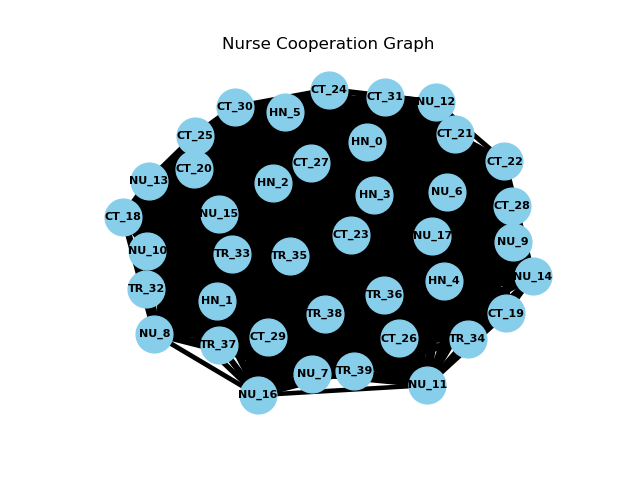 Nurse Cooperation Graph
CT_24
CT_31
NU_12
CT_30
HN_5
CT_21
CT_25
HN_0
CT_22
CT_27
CT_20
NU_13
HN_2
HN_3
NU_6
CT_28
NU_15
CT_18
CT_23
NU_17
NU_9
NU_10
TR_33
TR_35
NU_14
HN_4
TR_32
TR_36
HN_1
TR_38
CT_19
NU_8
CT_29
CT_26
TR_34
TR_37
NU_7
TR_39
NU_11
NU_16